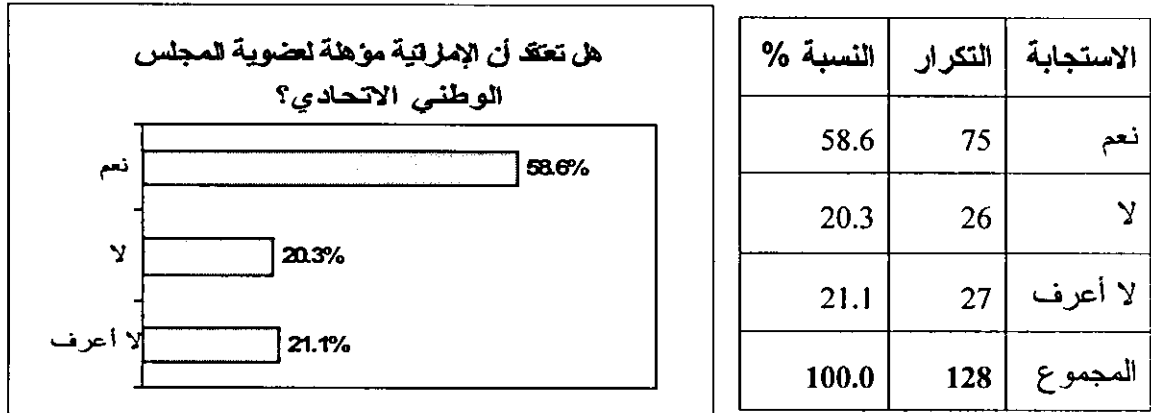 هل تعتقد أن الإماراتية مؤهلة لعضوية المجلس
الوطني الاتحادي؟
نعم 58.6%
لا 20.3%
لا أعرف 21.1%
الاستجابة التكرار النسبة %
نعم 75 58.6
لا 26 20.3
لا أعرف 27 21.1
المجموع 128 100.0